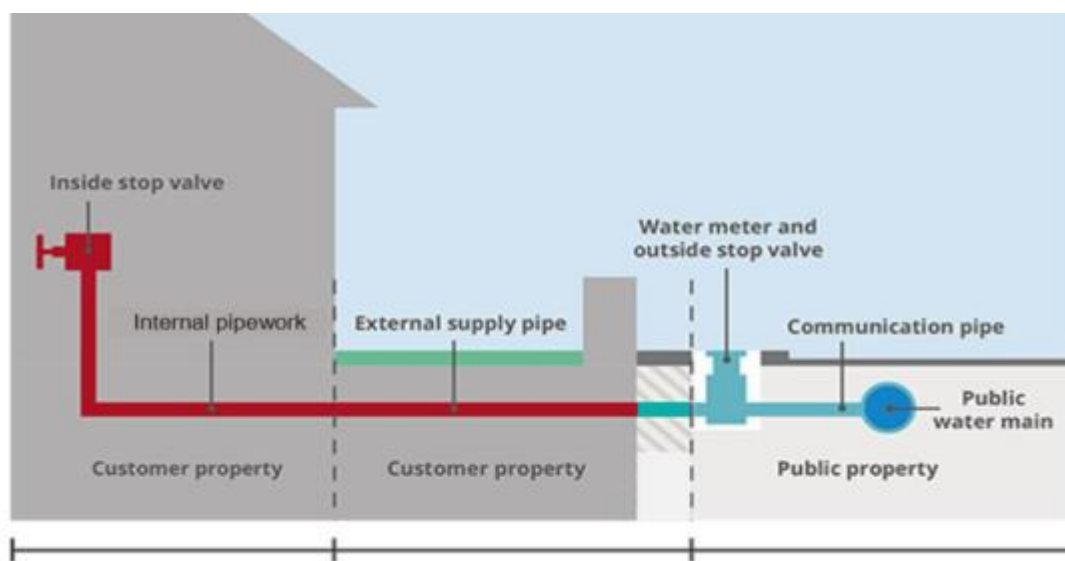 Inside stop valve
Water meter and
outside stop valve
Internal pipework
External supply pipe
Communication pipe
Public
water main
Customer property
Customer property
Public property